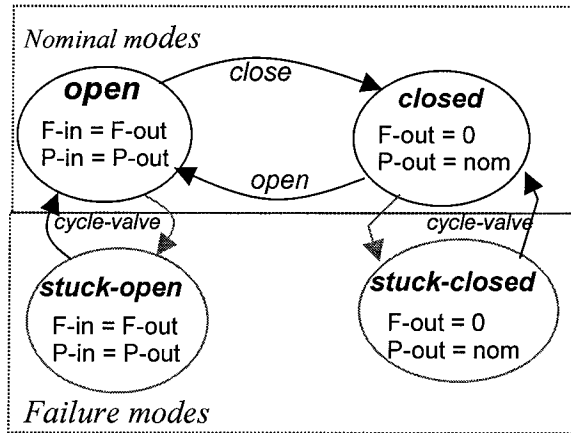 Nominal modes
open
F-in = F-out
P-in = P-out
close
closed
F-out = 0
P-out = nom
open
cycle-valve
cycle-valve
stuck-open
F-in = F-out
P-in = P-out
stuck-closed
F-out = 0
P-out = nom
Failure modes